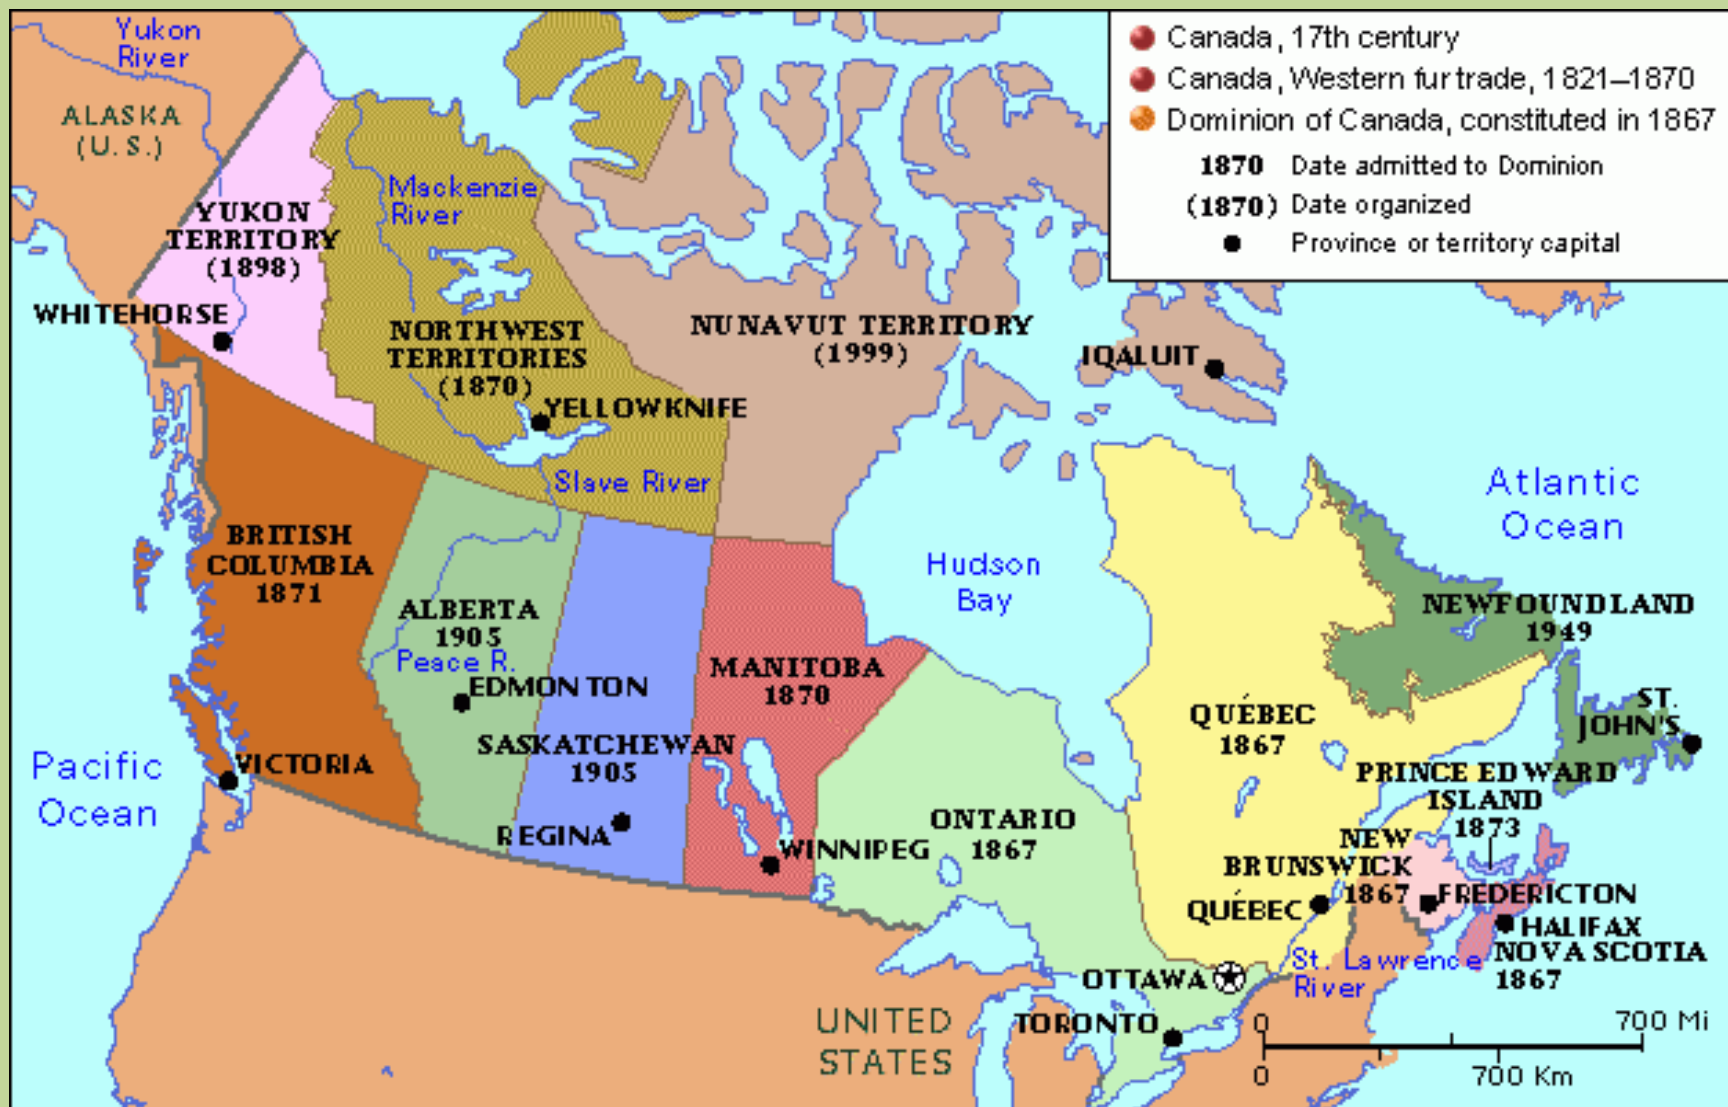 Canada, 17th century
Canada, Western fur trade, 1821–1870
Dominion of Canada, constituted in 1867
1870 Date admitted to Dominion
(1870) Date organized
Province or territory capital
Yukon
River
ALASKA
(U.S.)
YUKON
TERRITORY
(1898)
WHITEHORSE
Mackenzie
River
NORTHWEST
TERRITORIES
(1870)
YELLOWKNIFE
Slave River
NUNAVUT TERRITORY
(1999)
IQALUIT
BRITISH
COLUMBIA
1871
VICTORIA
Pacific
Ocean
ALBERTA
1905
Peace R.
EDMONTON
SASKATCHEWAN
1905
REGINA
MANITOBA
1870
WINNIPEG
Hudson
Bay
ONTARIO
1867
OTTAWA
TORONTO
UNITED
STATES
QUÉBEC
1867
QUÉBEC
Atlantic
Ocean
NEWFOUNDLAND
1949
ST.
JOHN'S
PRINCE EDWARD
ISLAND
1873
NEW
BRUNSWICK
1867
FREDERICTON
HALIFAX
NOVA SCOTIA
1867
St. Lawrence
River
0 700 Mi
0 700 Km